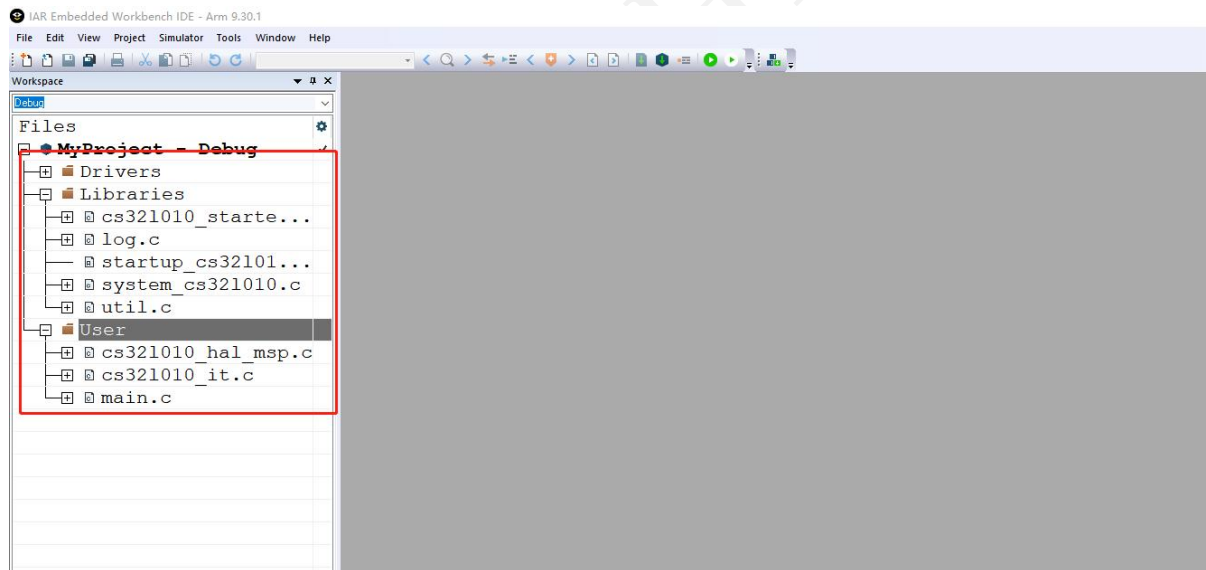 IAR Embedded Workbench IDE - Arm 9.30.1
File Edit View Project Simulator Tools Window Help
Workspace
Debug
Files
MyProject - Debug
Drivers
Libraries
cs32l010_starte...
log.c
startup_cs32l01...
system_cs32l010.c
util.c
User
cs32l010_hal_msp.c
cs32l010_it.c
main.c